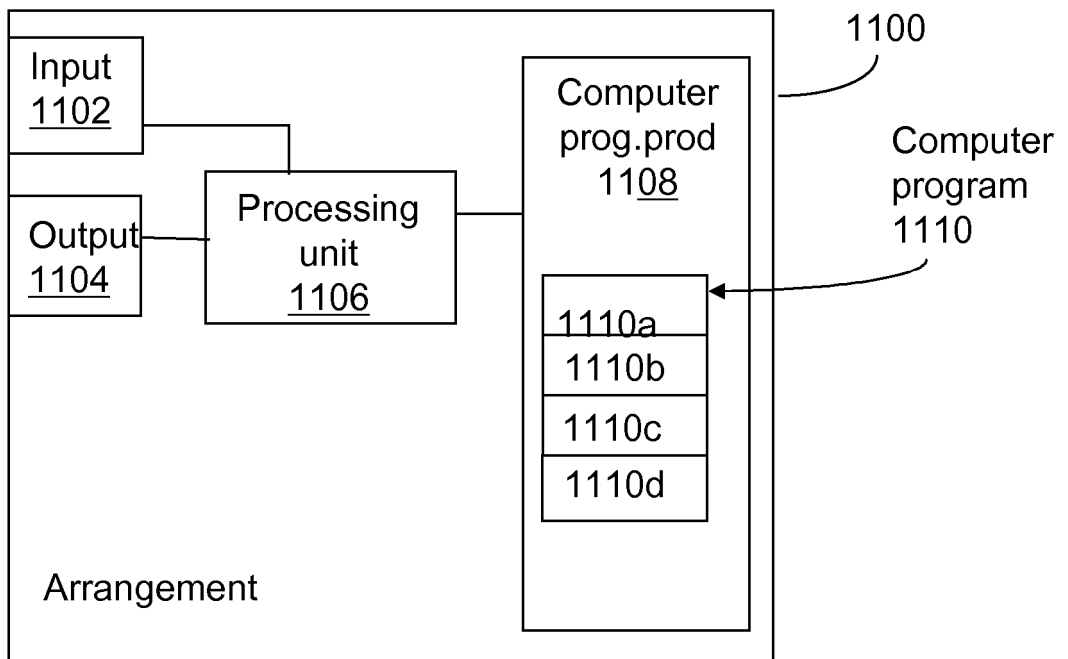 Input
1102
Output
1104
Processing
unit
1106
Computer
prog.prod
1108
1110a
1110b
1110c
1110d
Arrangement
1100
Computer
program
1110